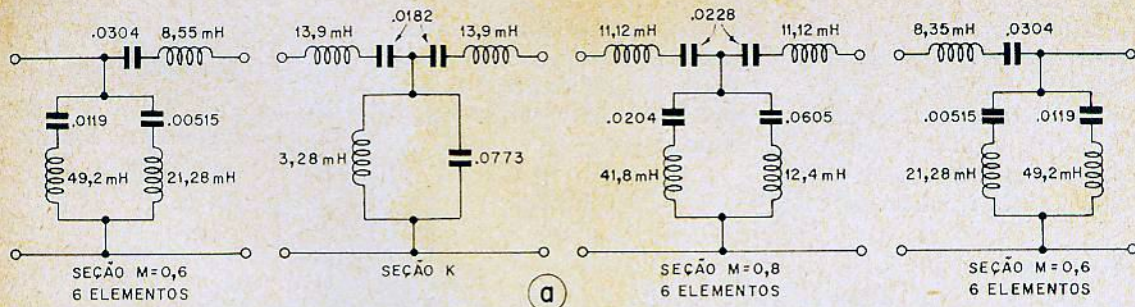 .0304
8,55 mH
.0119
.00515
49,2 mH
21,28 mH
SEÇÃO M=0,6
6 ELEMENTOS
13,9 mH
.0182
13,9 mH
3,28 mH
.0773
SEÇÃO K
a
11,12 mH
.0228
11,12 mH
.0204
.0605
41,8 mH
12,4 mH
SEÇÃO M=0,8
6 ELEMENTOS
8,35 mH
.0304
.00515
.0119
21,28 mH
49,2 mH
SEÇÃO M=0,6
6 ELEMENTOS